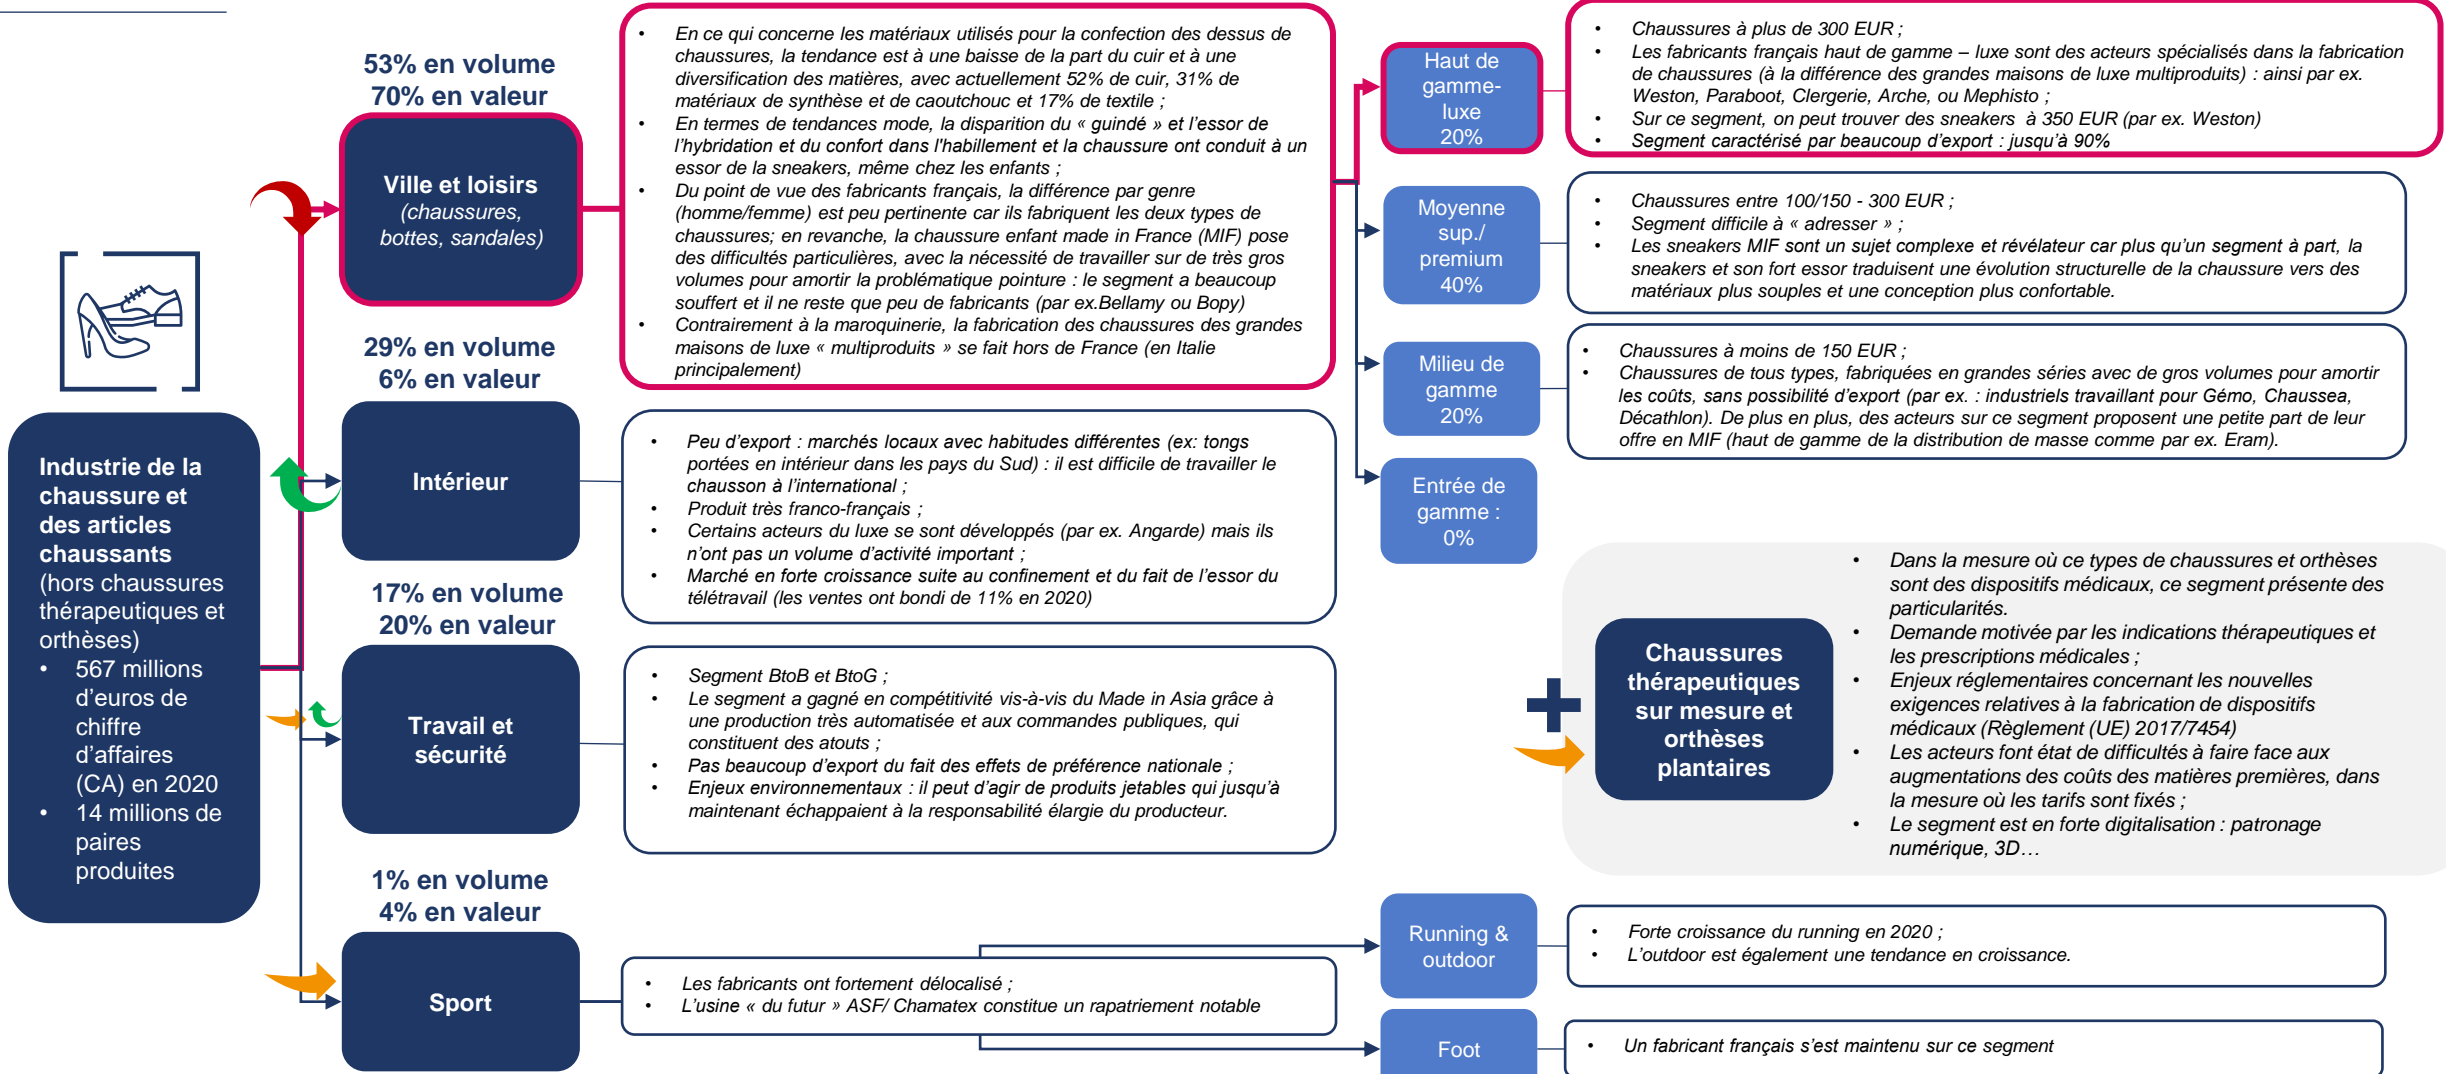 Industrie de la
chaussure et
des articles
chaussants
(hors chaussures
thérapeutiques et
orthèses)
• 567 millions
d'euros de
chiffre
d'affaires
(CA) en 2020
• 14 millions de
paires
produites
53% en volume
70% en valeur
Ville et loisirs
(chaussures,
bottes, sandales)
• En ce qui concerne les matériaux utilisés pour la confection des dessus de
chaussures, la tendance est à une baisse de la part du cuir et à une
diversification des matières, avec actuellement 52% de cuir, 31% de
matériaux de synthèse et de caoutchouc et 17% de textile ;
• En termes de tendances mode, la disparition du « guindé » et l'essor de
l'hybridation et du confort dans l'habillement et la chaussure ont conduit à un
essor de la sneakers, même chez les enfants ;
• Du point de vue des fabricants français, la différence par genre
(homme/femme) est peu pertinente car ils fabriquent les deux types de
chaussures; en revanche, la chaussure enfant made in France (MIF) pose
des difficultés particulières, avec la nécessité de travailler sur de très gros
volumes pour amortir la problématique pointure : le segment a beaucoup
souffert et il ne reste que peu de fabricants (par ex.Bellamy ou Bopy)
• Contrairement à la maroquinerie, la fabrication des chaussures des grandes
maisons de luxe « multiproduits » se fait hors de France (en Italie
principalement)
Haut de
gamme-
luxe
20%
• Chaussures à plus de 300 EUR ;
• Les fabricants français haut de gamme – luxe sont des acteurs spécialisés dans la fabrication
de chaussures (à la différence des grandes maisons de luxe multiproduits) : ainsi par ex.
Weston, Paraboot, Clergerie, Arche, ou Mephisto ;
• Sur ce segment, on peut trouver des sneakers à 350 EUR (par ex. Weston)
• Segment caractérisé par beaucoup d'export : jusqu'à 90%
Moyenne
sup./
premium
40%
• Chaussures entre 100/150 - 300 EUR ;
• Segment difficile à « adresser » ;
• Les sneakers MIF sont un sujet complexe et révélateur car plus qu'un segment à part, la
sneakers et son fort essor traduisent une évolution structurelle de la chaussure vers des
matériaux plus souples et une conception plus confortable.
Milieu de
gamme
20%
• Chaussures à moins de 150 EUR ;
• Chaussures de tous types, fabriquées en grandes séries avec de gros volumes pour amortir
les coûts, sans possibilité d'export (par ex. : industriels travaillant pour Gémo, Chaussea,
Décathlon). De plus en plus, des acteurs sur ce segment proposent une petite part de leur
offre en MIF (haut de gamme de la distribution de masse comme par ex. Eram).
Entrée de
gamme :
0%
29% en volume
6% en valeur
Intérieur
• Peu d'export : marchés locaux avec habitudes différentes (ex: tongs
portées en intérieur dans les pays du Sud) : il est difficile de travailler le
chausson à l'international ;
• Produit très franco-français ;
• Certains acteurs du luxe se sont développés (par ex. Angarde) mais ils
n'ont pas un volume d'activité important ;
• Marché en forte croissance suite au confinement et du fait de l'essor du
télétravail (les ventes ont bondi de 11% en 2020)
17% en volume
20% en valeur
Travail et
sécurité
• Segment BtoB et BtoG ;
• Le segment a gagné en compétitivité vis-à-vis du Made in Asia grâce à
une production très automatisée et aux commandes publiques, qui
constituent des atouts ;
• Pas beaucoup d'export du fait des effets de préférence nationale ;
• Enjeux environnementaux : il peut d'agir de produits jetables qui jusqu'à
maintenant échappaient à la responsabilité élargie du producteur.
Chaussures
thérapeutiques
sur mesure et
orthèses
plantaires
• Dans la mesure où ce types de chaussures et orthèses
sont des dispositifs médicaux, ce segment présente des
particularités.
• Demande motivée par les indications thérapeutiques et
les prescriptions médicales ;
• Enjeux réglementaires concernant les nouvelles
exigences relatives à la fabrication de dispositifs
médicaux (Règlement (UE) 2017/7454)
• Les acteurs font état de difficultés à faire face aux
augmentations des coûts des matières premières, dans
la mesure où les tarifs sont fixés ;
• Le segment est en forte digitalisation : patronage
numérique, 3D…
1% en volume
4% en valeur
Sport
• Les fabricants ont fortement délocalisé ;
• L'usine « du futur » ASF/ Chamatex constitue un rapatriement notable
Running &
outdoor
• Forte croissance du running en 2020 ;
• L'outdoor est également une tendance en croissance.
Foot
• Un fabricant français s'est maintenu sur ce segment